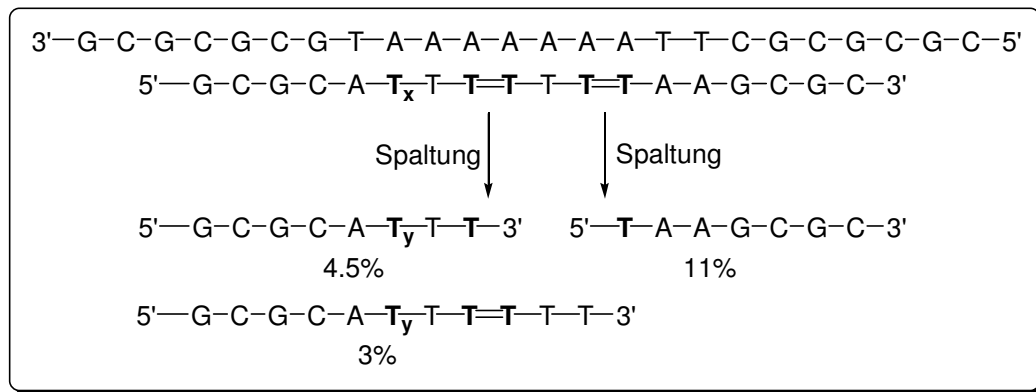 3'–G–C–G–C–G–C–G–T–A–A–A–A–A–A–A–T–T–C–G–C–G–C–G–C–5'
5'–G–C–G–C–A–Tx–T–T=T–T–T=T–A–A–G–C–G–C–3'
Spaltung Spaltung
5'–G–C–G–C–A–Ty–T–T–3' 5'–T–A–A–G–C–G–C–3'
4.5% 11%
5'–G–C–G–C–A–Ty–T–T=T–T–T–3'
3%